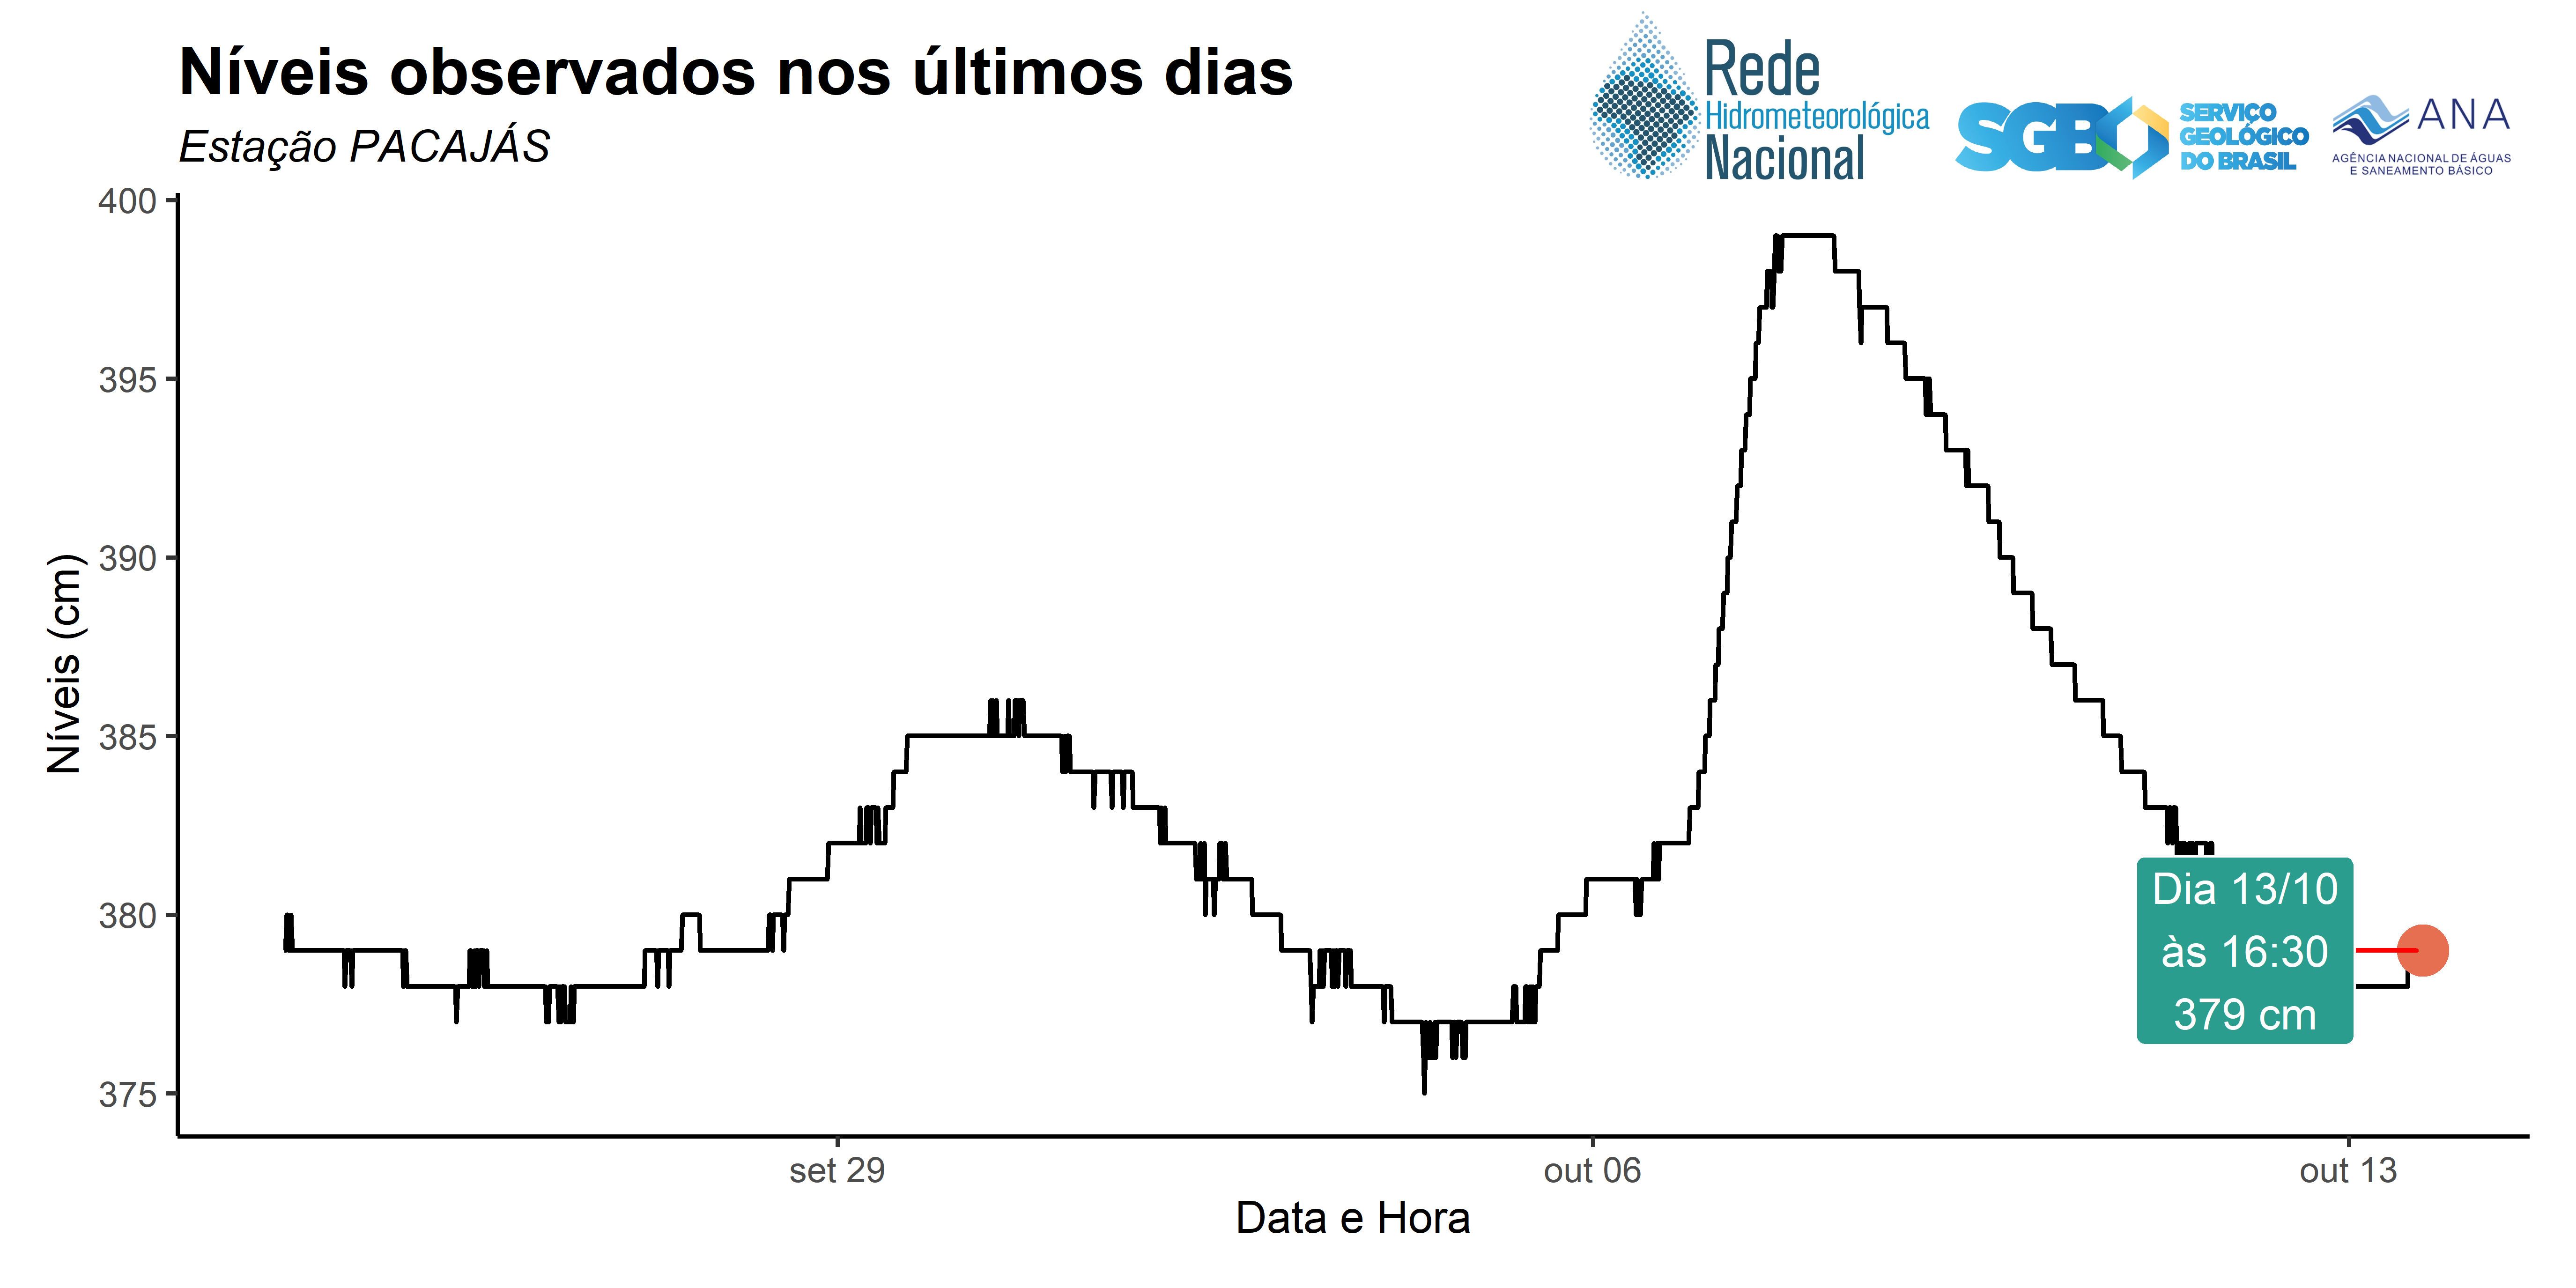 Níveis observados nos últimos dias
Estação PACAJÁS
Rede
Hidrometeorológica
Nacional
SGB
SERVIÇO
GEOLÓGICO
DO BRASIL
ANA
AGÊNCIA NACIONAL DE ÁGUAS
E SANEAMENTO BÁSICO
Níveis (cm)
400
395
390
385
380
375
Dia 13/10
às 16:30
379 cm
set 29
out 06
out 13
Data e Hora